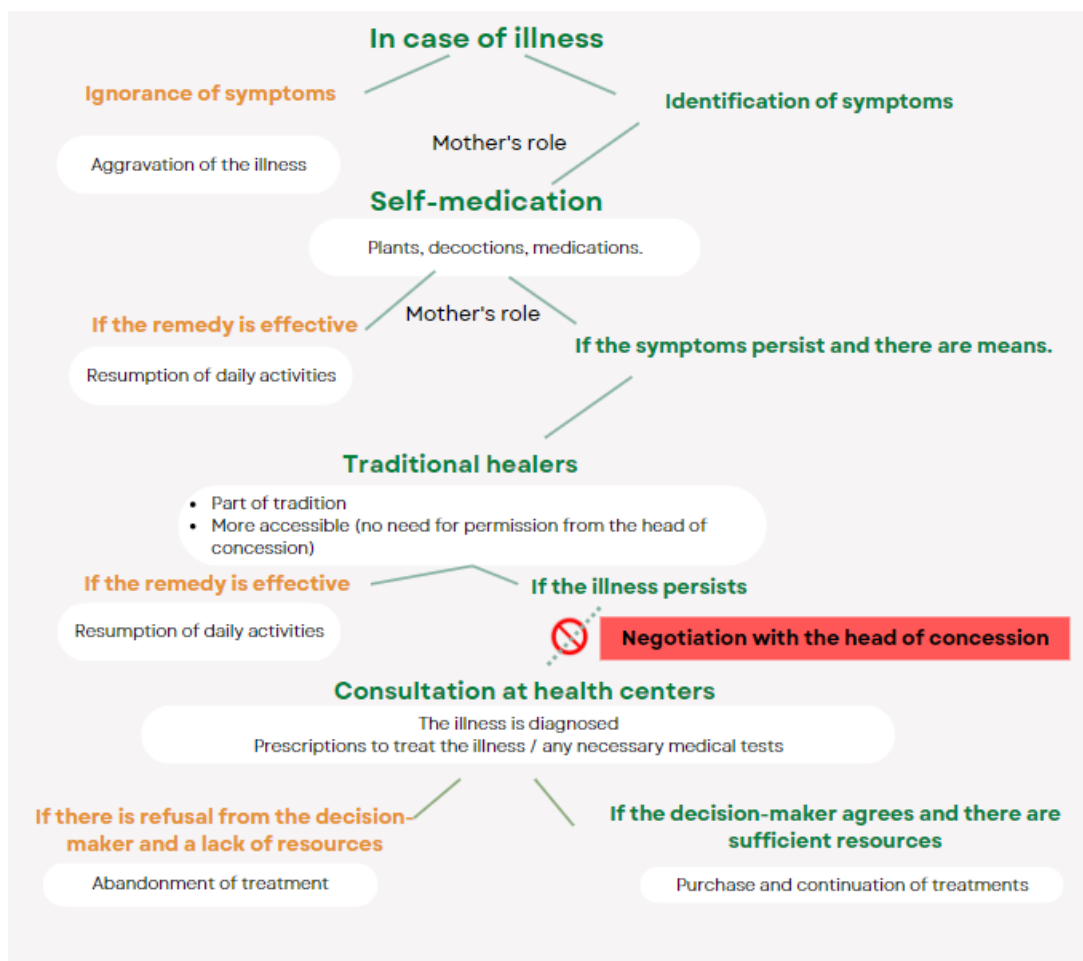 In case of illness
Ignorance of symptoms
Identification of symptoms
Mother's role
Aggravation of the illness
Self-medication
Plants, decoctions, medications.
Mother's role
If the remedy is effective
If the symptoms persist and there are means.
Resumption of daily activities
Traditional healers
• Part of tradition
• More accessible (no need for permission from the head of
concession)
If the remedy is effective
If the illness persists
Resumption of daily activities
Negotiation with the head of concession
Consultation at health centers
The illness is diagnosed
Prescriptions to treat the illness / any necessary medical tests
If there is refusal from the decision-
maker and a lack of resources
If the decision-maker agrees and there are
sufficient resources
Abandonment of treatment
Purchase and continuation of treatments